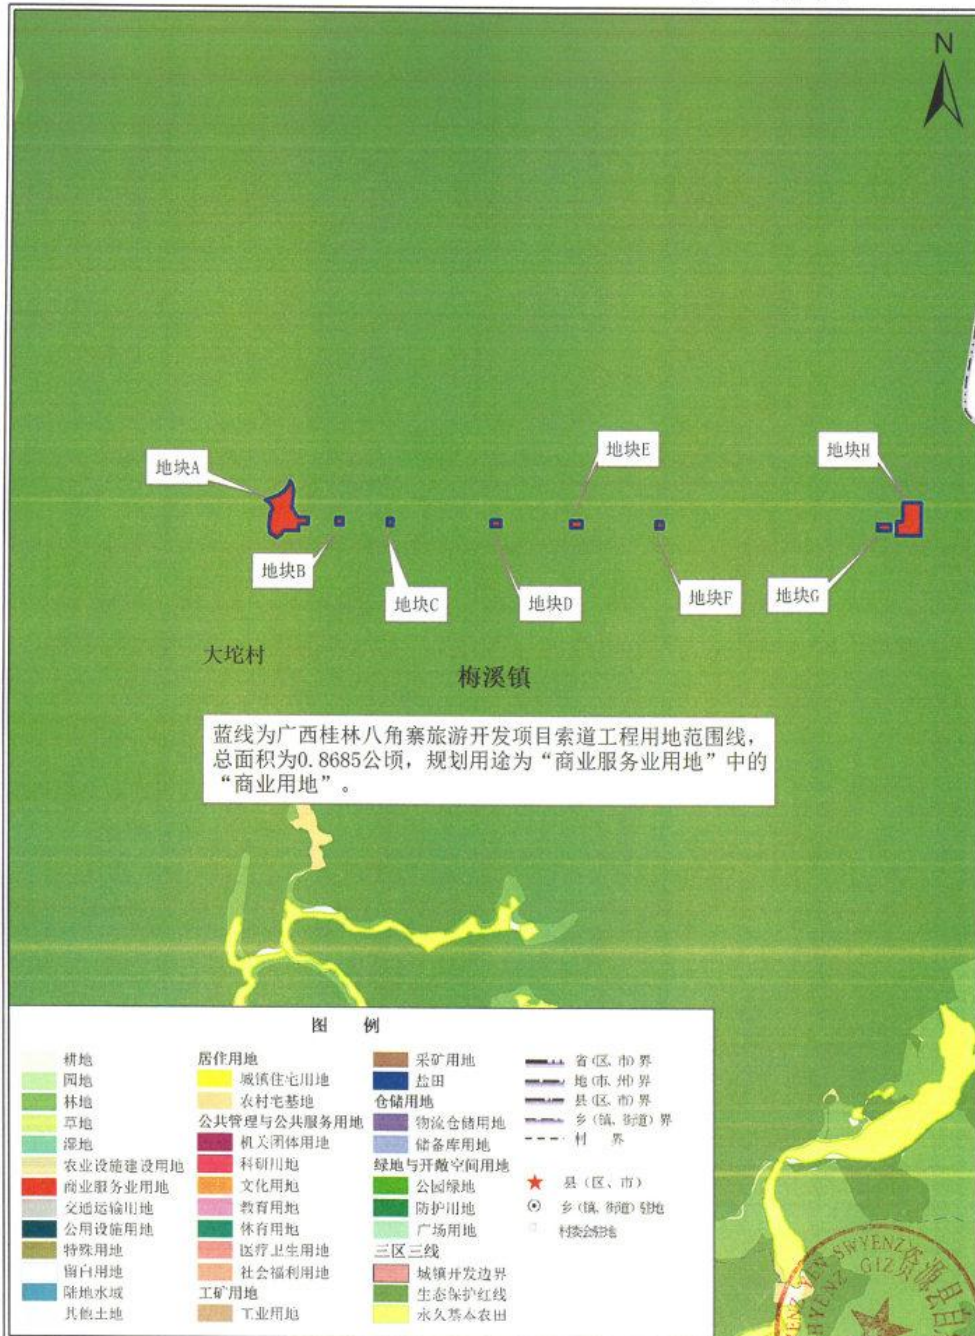 N
地块A
地块E
地块H
地块B
地块C
地块D
地块F
地块G
大坨村
梅溪镇
蓝线为广西桂林八角寨旅游开发项目索道工程用地范围线，
总面积为0.8685公顷，规划用途为“商业服务业用地”中的
“商业用地”。
图 例
耕地
园地
林地
草地
湿地
农业设施建设用地
商业服务业用地
交通运输用地
公用设施用地
特殊用地
留白用地
陆地水域
其他土地
居住用地
城镇住宅用地
农村宅基地
公共管理与公共服务用地
机关团体用地
科研用地
文化用地
教育用地
体育用地
医疗卫生用地
社会福利用地
工矿用地
工业用地
采矿用地
盐田
仓储用地
物流仓储用地
储备库用地
绿地与开敞空间用地
公园绿地
防护用地
广场用地
三区三线
城镇开发边界
生态保护红线
永久基本农田
省(区、市)界
地(市、州)界
县(区、市)界
乡(镇、街道)界
村 界
县(区、市)
乡(镇、街道)驻地
村委会驻地
资源县自